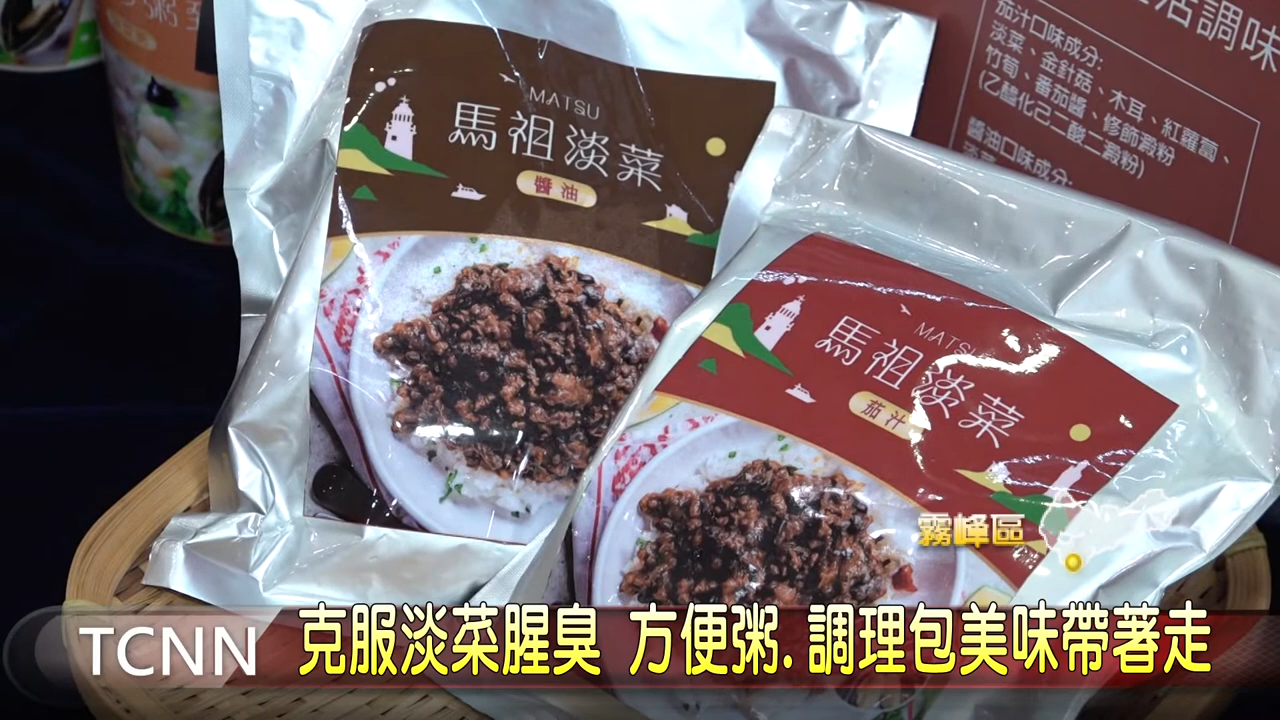 粥
活調味
茄汁口味成分:
淡菜、金針菇、木耳、紅蘿蔔、
竹筍、番茄醬、修飾澱粉
(乙醯化己二酸二澱粉)
醬油口味成分:
MATSU
馬祖淡菜
醬油
MATSU
馬祖淡菜
茄汁
霧峰區
TCNN 克服淡菜腥臭 方便粥.調理包美味帶著走